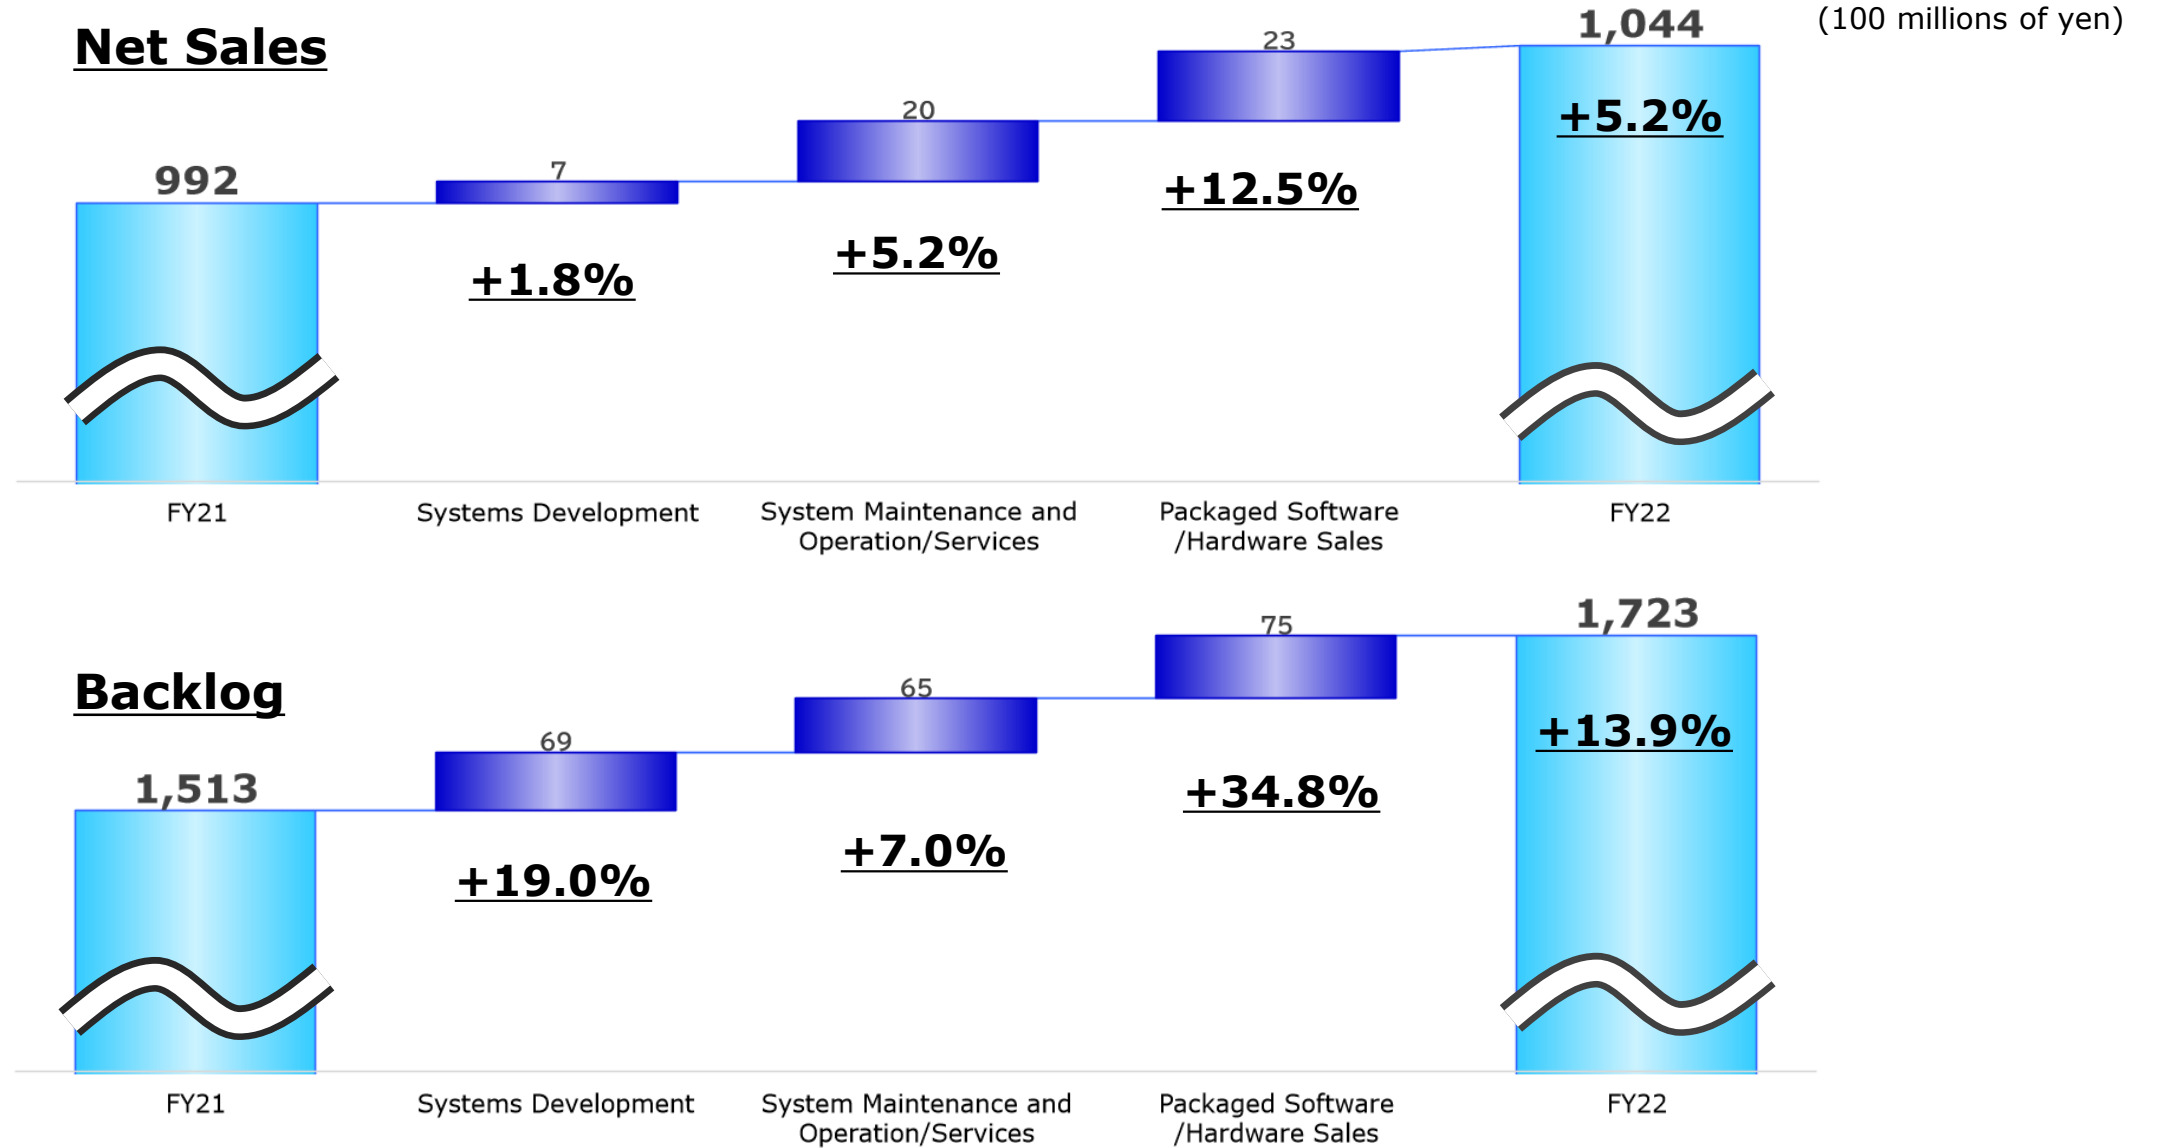 (100 millions of yen)
Net Sales
992
7
20
23
1,044
+1.8%
+5.2%
+12.5%
+5.2%
FY21
Systems Development
System Maintenance and
Operation/Services
Packaged Software
/Hardware Sales
FY22
Backlog
1,513
69
65
75
1,723
+19.0%
+7.0%
+34.8%
+13.9%
FY21
Systems Development
System Maintenance and
Operation/Services
Packaged Software
/Hardware Sales
FY22